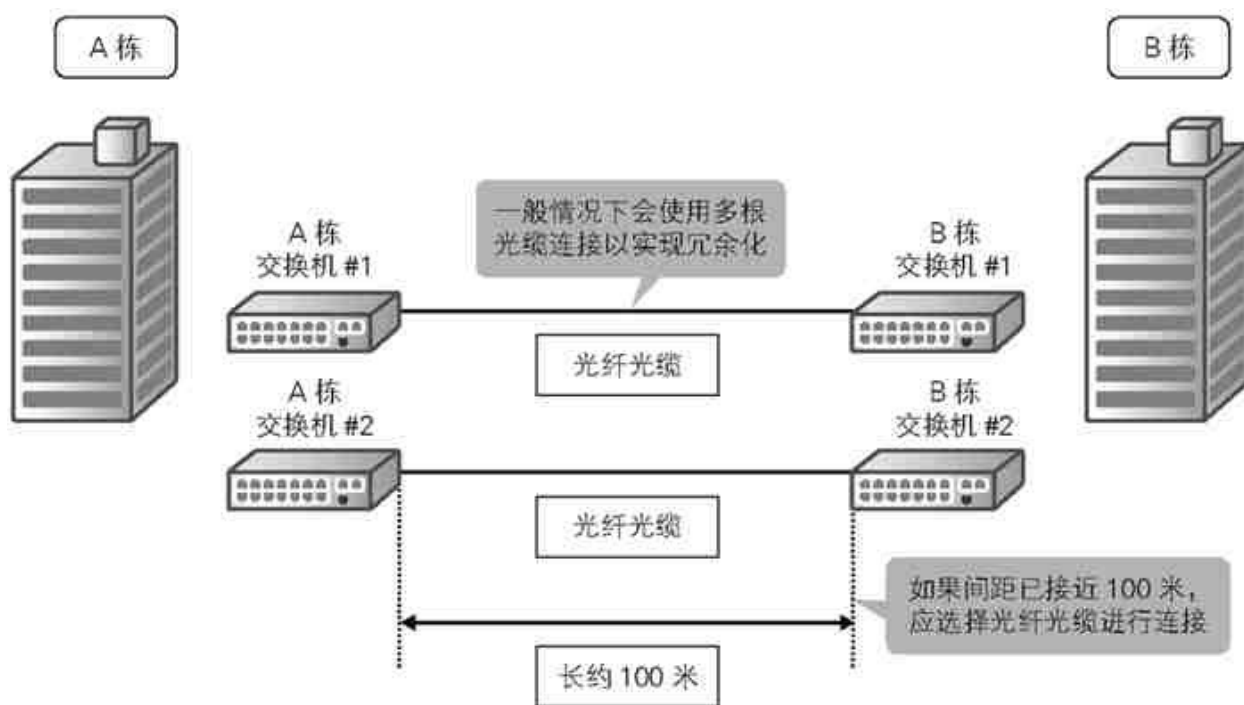 A 栋
B 栋
一般情况下会使用多根
光缆连接以实现冗余化
A 栋
交换机 #1
B 栋
交换机 #1
光纤光缆
A 栋
交换机 #2
B 栋
交换机 #2
光纤光缆
如果间距已接近 100 米,
应选择光纤光缆进行连接
长约 100 米